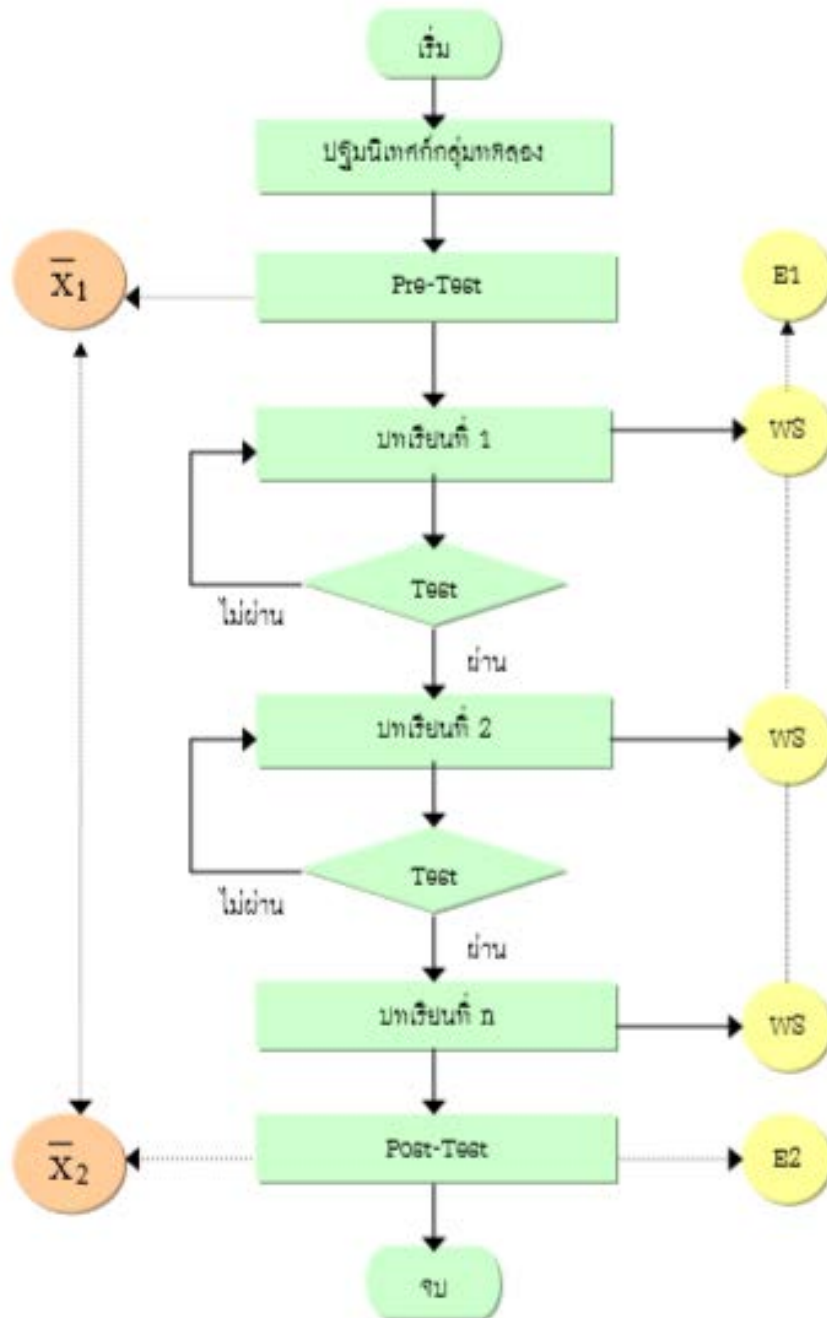 เริ่ม
ปฐมนิเทศก์กลุ่มทดลอง
Pre-Test
X̅1
E1
บทเรียนที่ 1
WS
Test
ไม่ผ่าน
ผ่าน
บทเรียนที่ 2
WS
Test
ไม่ผ่าน
ผ่าน
บทเรียนที่ n
WS
Post-Test
X̅2
E2
จบ